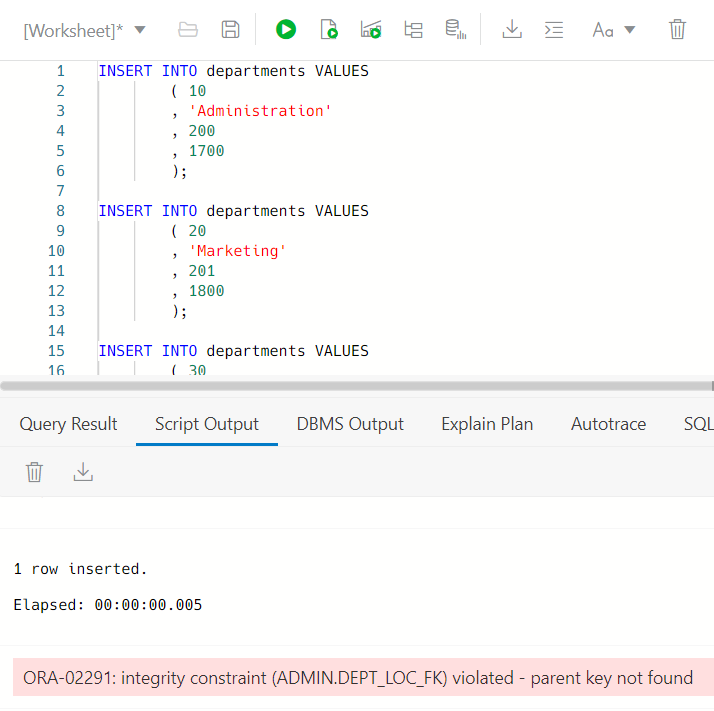 [Worksheet]*
Aa
1 INSERT INTO departments VALUES
2 ( 10
3 , 'Administration'
4 , 200
5 , 1700
6 );
7
8 INSERT INTO departments VALUES
9 ( 20
10 , 'Marketing'
11 , 201
12 , 1800
13 );
14
15 INSERT INTO departments VALUES
16 ( 30
Query Result Script Output DBMS Output Explain Plan Autotrace SQL
1 row inserted.
Elapsed: 00:00:00.005
ORA-02291: integrity constraint (ADMIN.DEPT_LOC_FK) violated - parent key not found